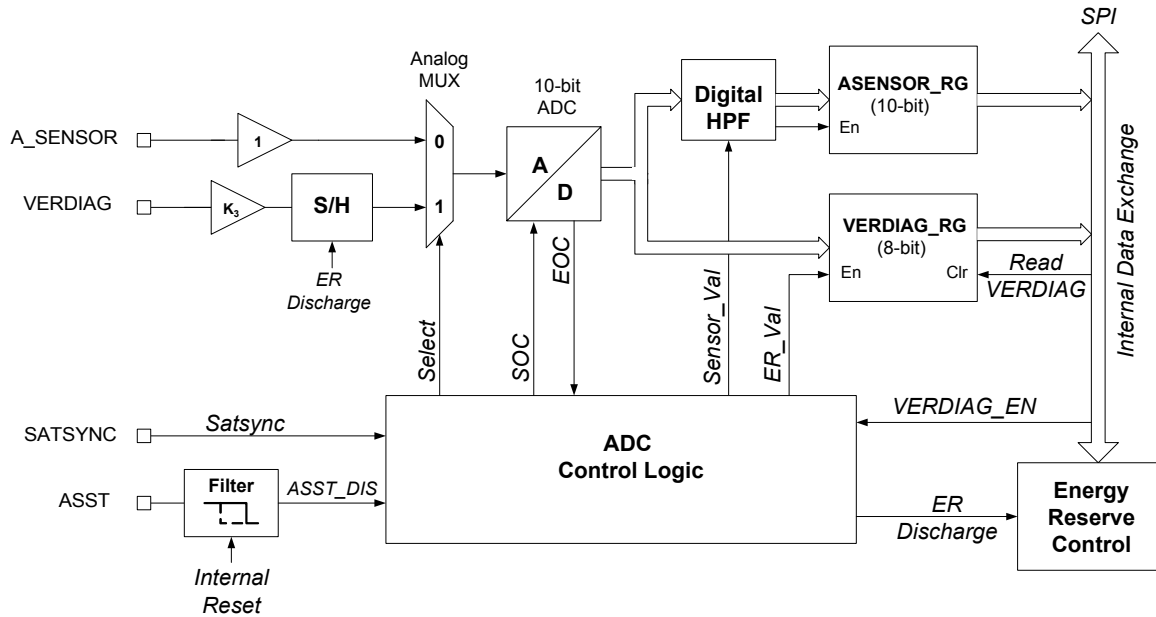 SPI
Analog
MUX
10-bit
ADC
Digital
HPF
ASENSOR_RG
(10-bit)
En
A_SENSOR
1
0
A
D
VERDIAG
K3
S/H
1
VERDIAG_RG
(8-bit)
En
Clr
Read
VERDIAG
ER
Discharge
Select
SOC
EOC
Sensor_Val
ER_Val
Internal Data Exchange
VERDIAG_EN
SATSYNC
Satsync
ADC
Control Logic
ASST
Filter
ASST_DIS
ER
Discharge
Energy
Reserve
Control
Internal
Reset